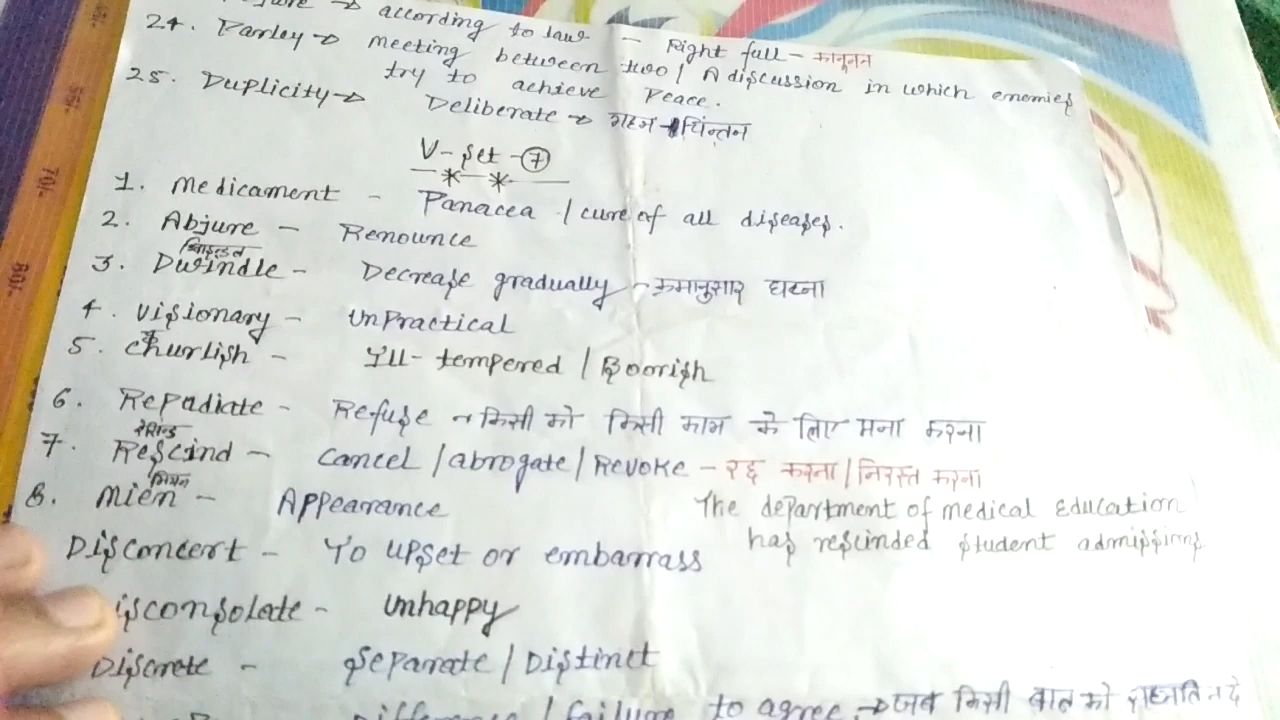 according to law - Right full - कानूनन
24. Parley → meeting between two / A discussion in which enemies
try to achieve Peace.
25. Duplicity → Deliberate → गहन चिन्तन
V-set-7
1. Medicament - Panacea / cure of all diseases.
2. Abjure - Renounce
3. Dwindle - Decrease gradually - क्रमानुसार घटना
4. Visionary - UnPractical
5. Churlish - Ill-tempered / Boorish
6. Repudiate - Refuse → किसी को किसी काम के लिए मना करना
7. Rescind - Cancel / abrogate / Revoke - रद्द करना / निरस्त करना
मियन
8. Mien - Appearance
The department of medical Education
has rescinded student admissions
Disconcert - To upset or embarrass
isconsolate - Unhappy
Discrete - Separate / Distinct
Difference / failure to agree → जब किसी बात को सहमति न दे